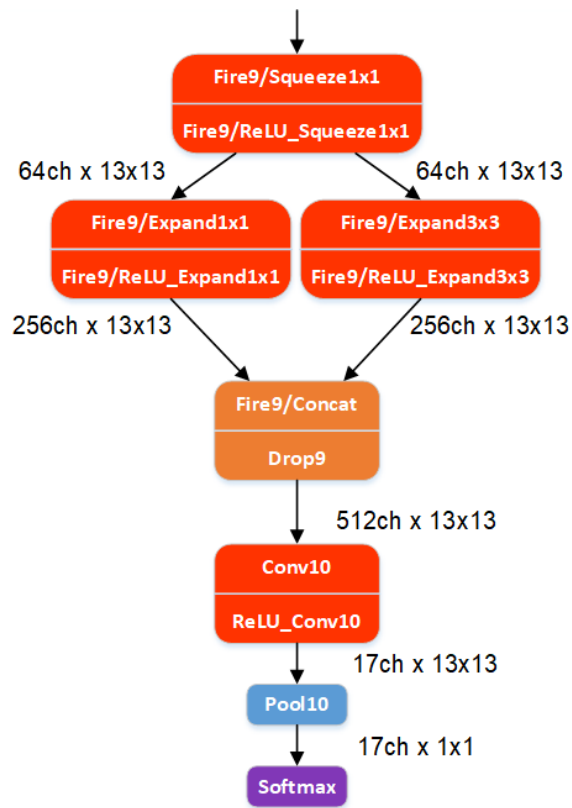 Fire9/Squeeze1x1
Fire9/ReLU_Squeeze1x1
64ch x 13x13
64ch x 13x13
Fire9/Expand1x1
Fire9/ReLU_Expand1x1
Fire9/Expand3x3
Fire9/ReLU_Expand3x3
256ch x 13x13
256ch x 13x13
Fire9/Concat
Drop9
512ch x 13x13
Conv10
ReLU_Conv10
17ch x 13x13
Pool10
17ch x 1x1
Softmax